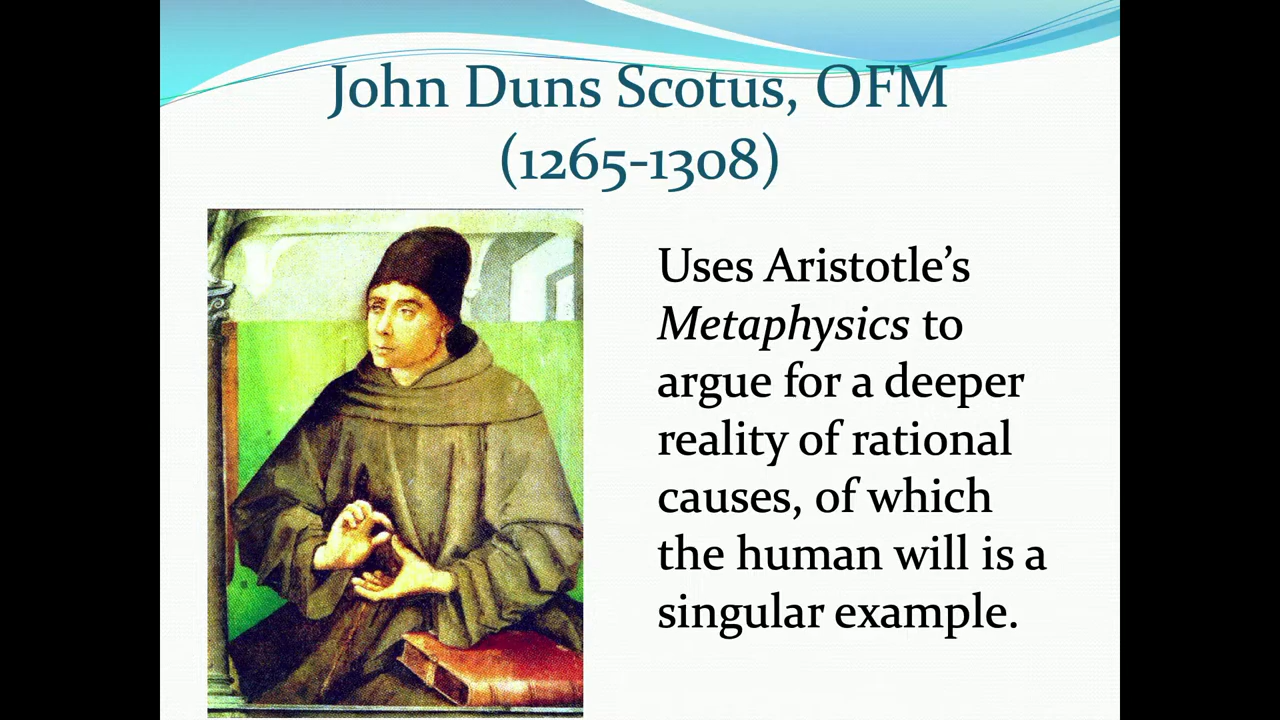 John Duns Scotus, OFM
(1265-1308)
Uses Aristotle’s
Metaphysics to
argue for a deeper
reality of rational
causes, of which
the human will is a
singular example.